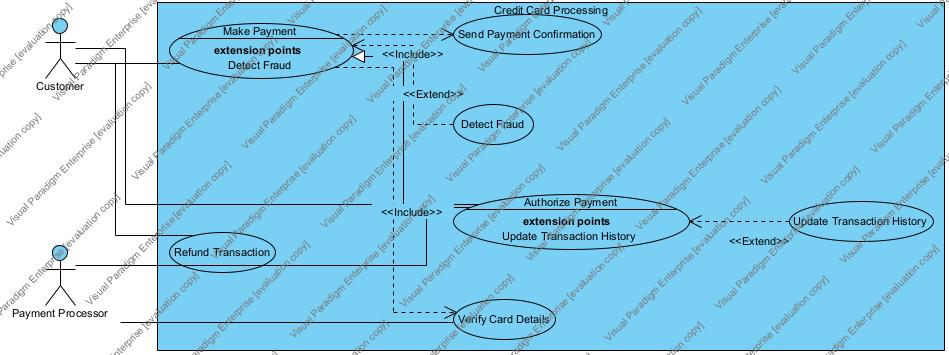 Credit Card Processing
Make Payment
extension points
Detect Fraud
Send Payment Confirmation
<<Include>>
Customer
<<Extend>>
Detect Fraud
Authorize Payment
extension points
Update Transaction History
<<Include>>
Update Transaction History
<<Extend>>
Refund Transaction
Payment Processor
Verify Card Details
Visual Paradigm Enterprise [evaluation copy]